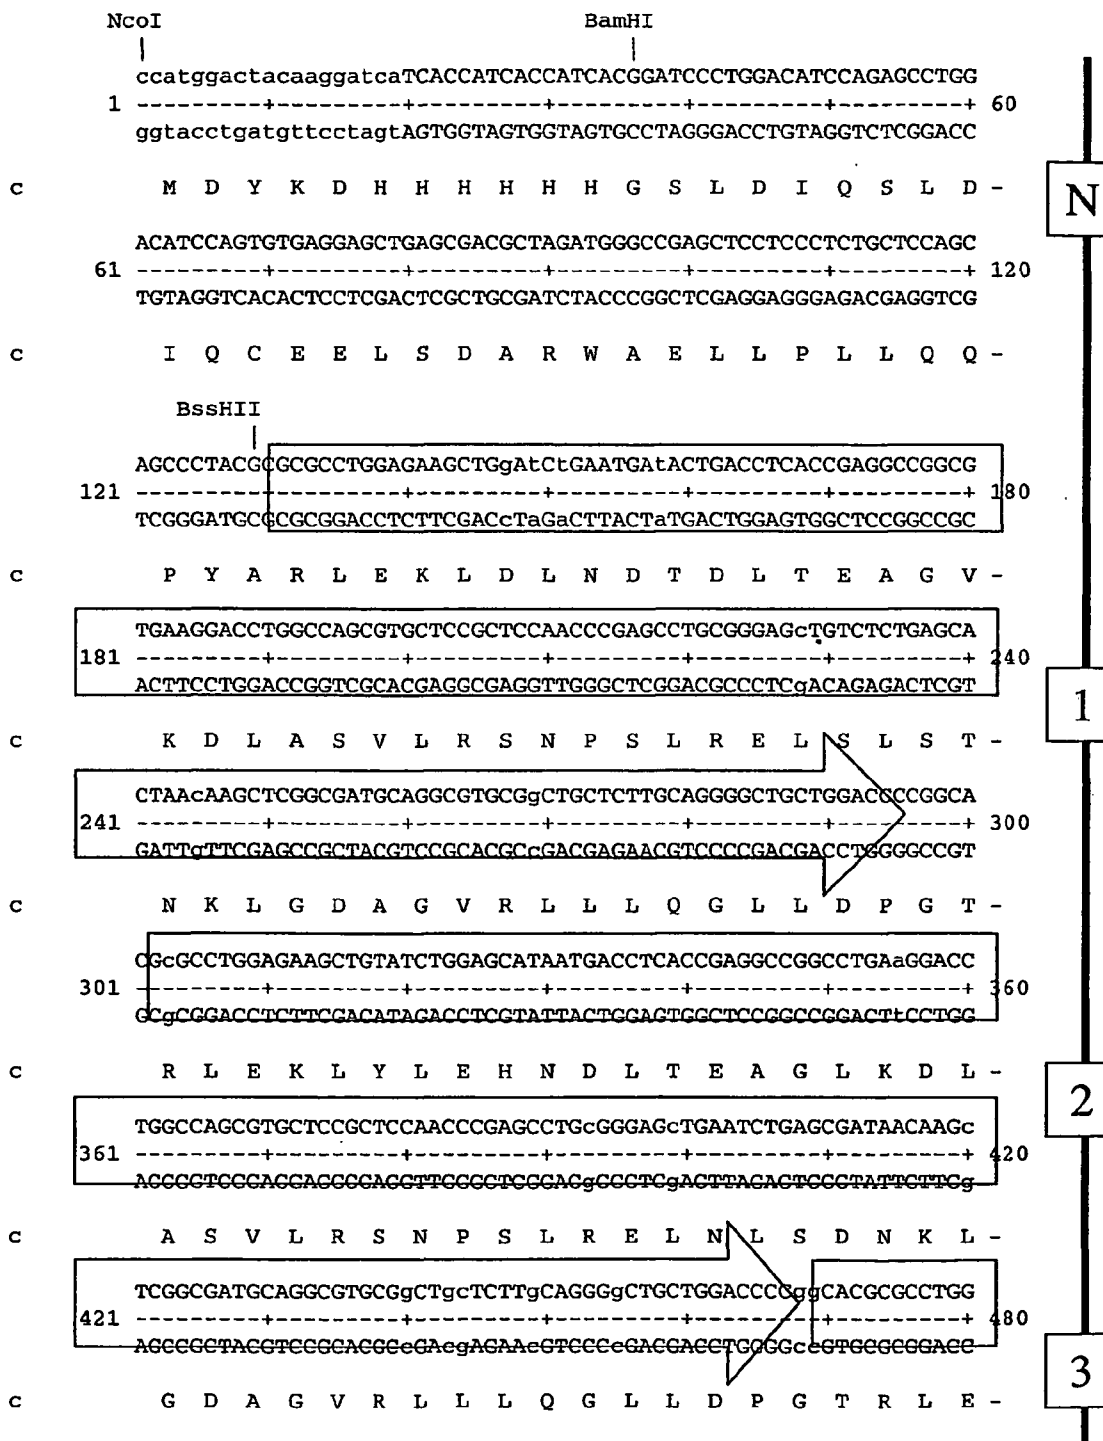 NcoI BamHI
ccatggactacaaggatcaTCACCATCACCATCACGGATCCCTGGACATCCAGAGCCTGG
1 ---------+---------+---------+---------+---------+---------+ 60
ggtacctgatgttcctagtAGTGGTAGTGGTAGTGCCTAGGGACCTGTAGGTCTCGGACC
c M D Y K D H H H H H H G S L D I Q S L D -
N
ACATCCAGTGTGAGGAGCTGAGCGACGCTAGATGGGCCGAGCTCCTCCCTCTGCTCCAGC
61 ---------+---------+---------+---------+---------+---------+ 120
TGTAGGTCACACTCCTCGACTCGCTGCGATCTACCCGGCTCGAGGAGGGAGACGAGGTCG
c I Q C E E L S D A R W A E L L P L L Q Q -
BssHII
AGCCCTACGCGCGCCTGGAGAAGCTGgAtCtGAATGAtACTGACCTCACCGAGGCCGGCG
121 ---------+---------+---------+---------+---------+---------+ 180
TCGGGATGCGCGCGGACCTCTTCGACcTaGaCTTACTaTGACTGGAGTGGCTCCGGCCGC
c P Y A R L E K L D L N D T D L T E A G V -
TGAAGGACCTGGCCAGCGTGCTCCGCTCCAACCCGAGCCTGCGGGAGcTGTCTCTGAGCA
181 ---------+---------+---------+---------+---------+---------+ 240
ACTTCCTGGACCGGTCGCACGAGGCGAGGTTGGGCTCGGACGCCCTCgACAGAGACTCGT
1
c K D L A S V L R S N P S L R E L S L S T -
CTAAcAAGCTCGGCGATGCAGGCGTGCGgCTGCTCTTGCAGGGGCTGCTGGACCCCGGCA
241 ---------+---------+---------+---------+---------+---------+ 300
GATTgTTCGAGCCGCTACGTCCGCACGCcGACGAGAACGTCCCCGACGACCTGGGGCCGT
c N K L G D A G V R L L L Q G L L D P G T -
CGcGCCTGGAGAAGCTGTATCTGGAGCATAATGACCTCACCGAGGCCGGCCTGAaGGACC
301 ---------+---------+---------+---------+---------+---------+ 360
GCgCGGACCTCTTCGACATAGACCTCGTATTACTGGAGTGGCTCCGGCCGGACTtCCTGG
c R L E K L Y L E H N D L T E A G L K D L -
2
TGGCCAGCGTGCTCCGCTCCAACCCGAGCCTGcGGGAGcTGAATCTGAGCGATAACAAGc
361 ---------+---------+---------+---------+---------+---------+ 420
c A S V L R S N P S L R E L N L S D N K L -
TCGGCGATGCAGGCGTGCGgCTgcTCTTgCAGGGgCTGCTGGACCCCggCACGCGCCTGG
421 ---------+---------+---------+---------+---------+---------+ 480
AGCCGCTACGTCCGCACGCcGAcgAGAAcGTCCCcGACGACCTGGGGccGTGCGCGGACC
3
c G D A G V R L L L Q G L L D P G T R L E -